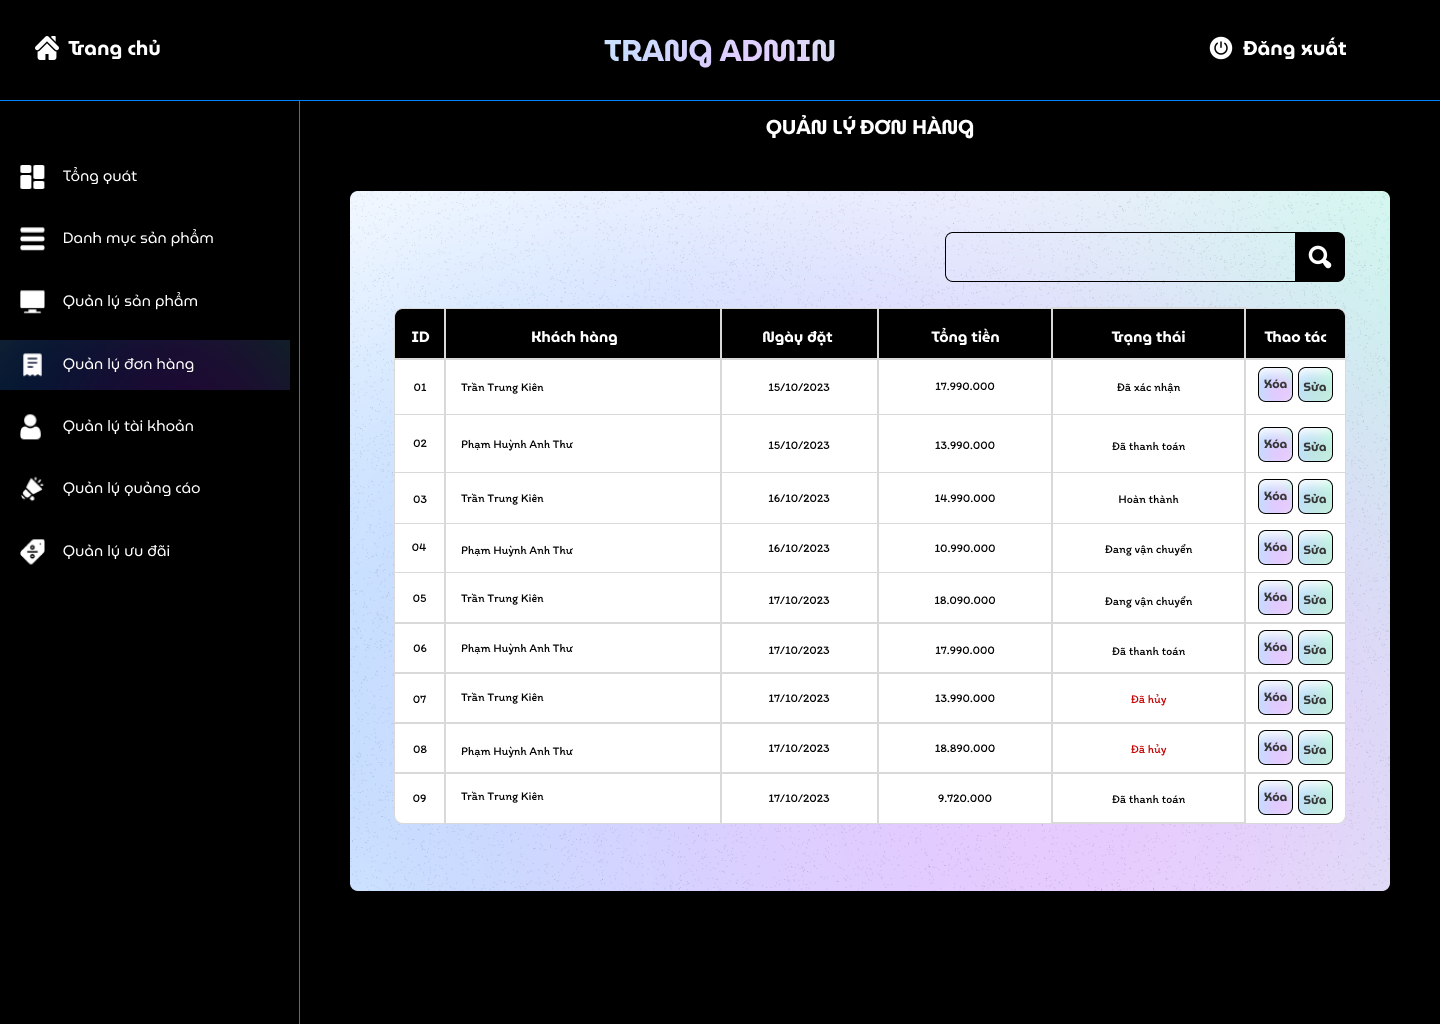 Trang chủ
TRANG ADMIN
Đăng xuất
QUẢN LÝ ĐƠN HÀNG
Tổng quát
Danh mục sản phẩm
Quản lý sản phẩm
Quản lý đơn hàng
Quản lý tài khoản
Quản lý quảng cáo
Quản lý ưu đãi
ID Khách hàng Ngày đặt Tổng tiền Trạng thái Thao tác
01 Trần Trung Kiên 15/10/2023 17.990.000 Đã xác nhận Xóa Sửa
02 Phạm Huỳnh Anh Thư 15/10/2023 13.990.000 Đã thanh toán Xóa Sửa
03 Trần Trung Kiên 16/10/2023 14.990.000 Hoàn thành Xóa Sửa
04 Phạm Huỳnh Anh Thư 16/10/2023 10.990.000 Đang vận chuyển Xóa Sửa
05 Trần Trung Kiên 17/10/2023 18.090.000 Đang vận chuyển Xóa Sửa
06 Phạm Huỳnh Anh Thư 17/10/2023 17.990.000 Đã thanh toán Xóa Sửa
07 Trần Trung Kiên 17/10/2023 13.990.000 Đã hủy Xóa Sửa
08 Phạm Huỳnh Anh Thư 17/10/2023 18.890.000 Đã hủy Xóa Sửa
09 Trần Trung Kiên 17/10/2023 9.720.000 Đã thanh toán Xóa Sửa